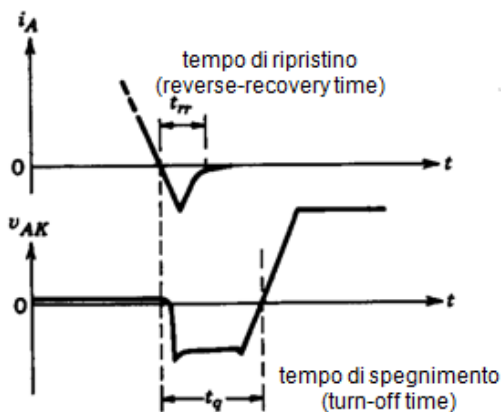 i_A
tempo di ripristino
(reverse-recovery time)
t_rr
0
t
v_AK
0
t
tempo di spegnimento
(turn-off time)
t_q